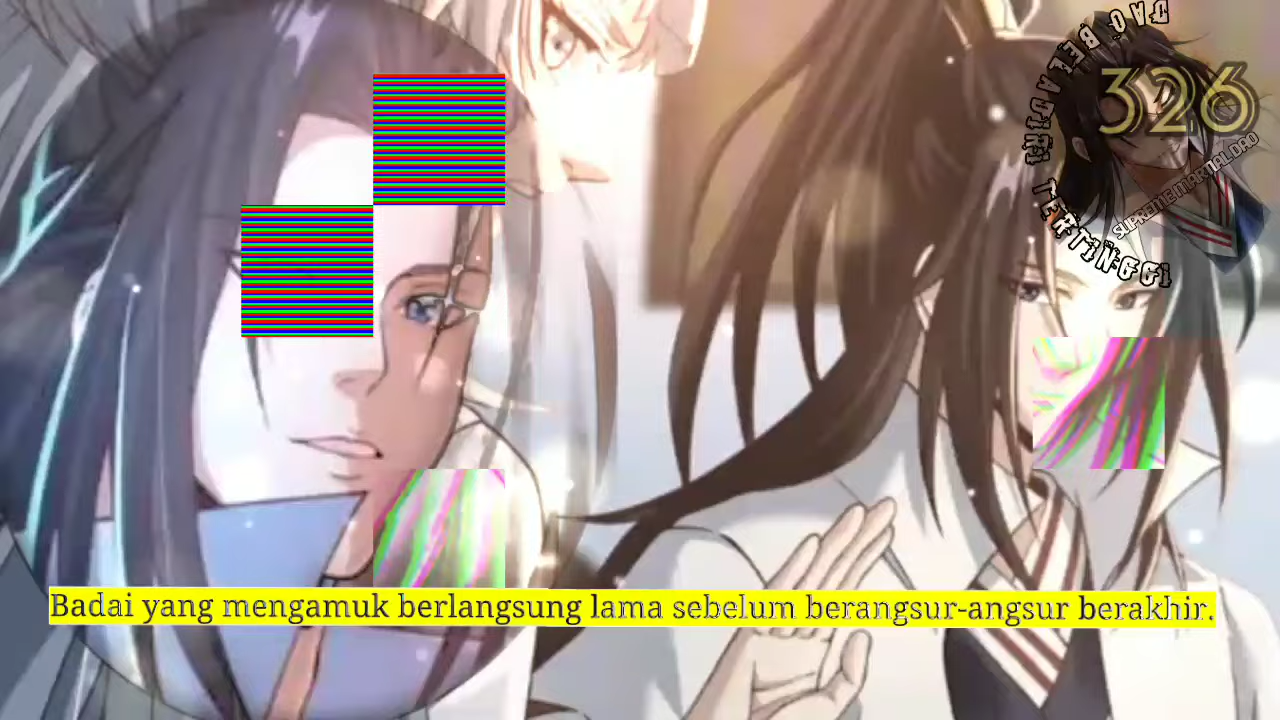 DAO BELADIRI TERTINGGI
326
SUPREME MARTIAL DAO
Badai yang mengamuk berlangsung lama sebelum berangsur-angsur berakhir.